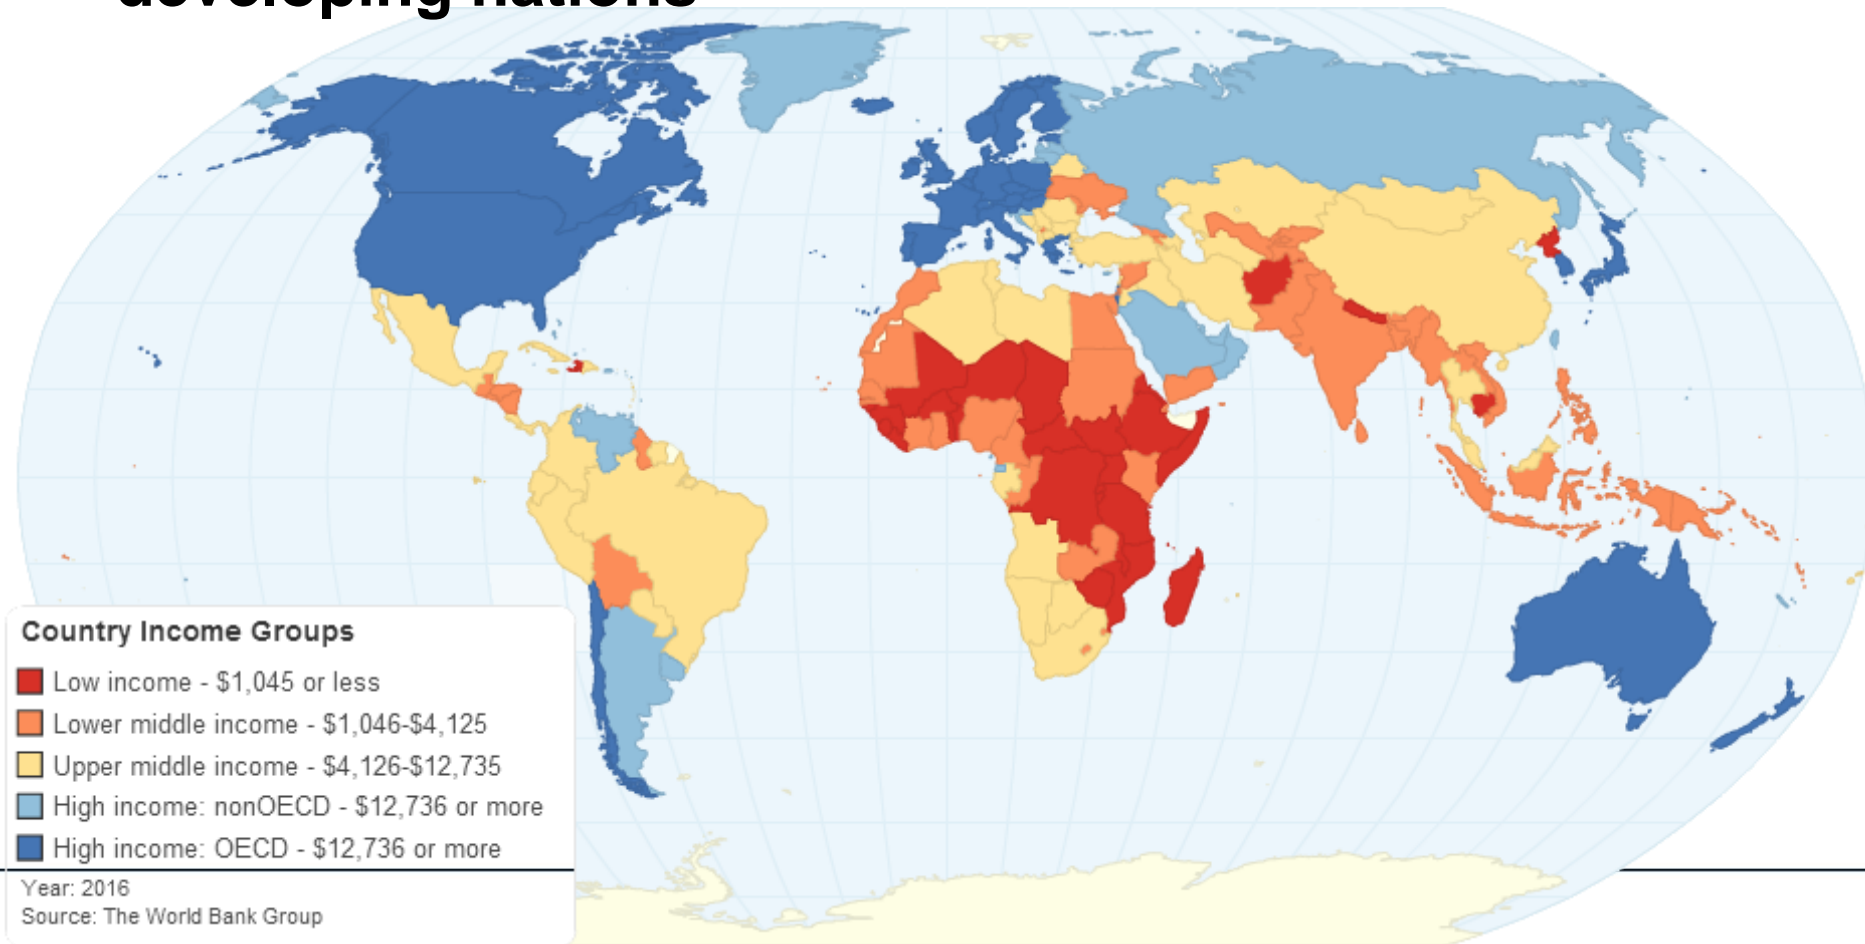 developing nations
Country Income Groups
Low income - $1,045 or less
Lower middle income - $1,046-$4,125
Upper middle income - $4,126-$12,735
High income: nonOECD - $12,736 or more
High income: OECD - $12,736 or more
Year: 2016
Source: The World Bank Group